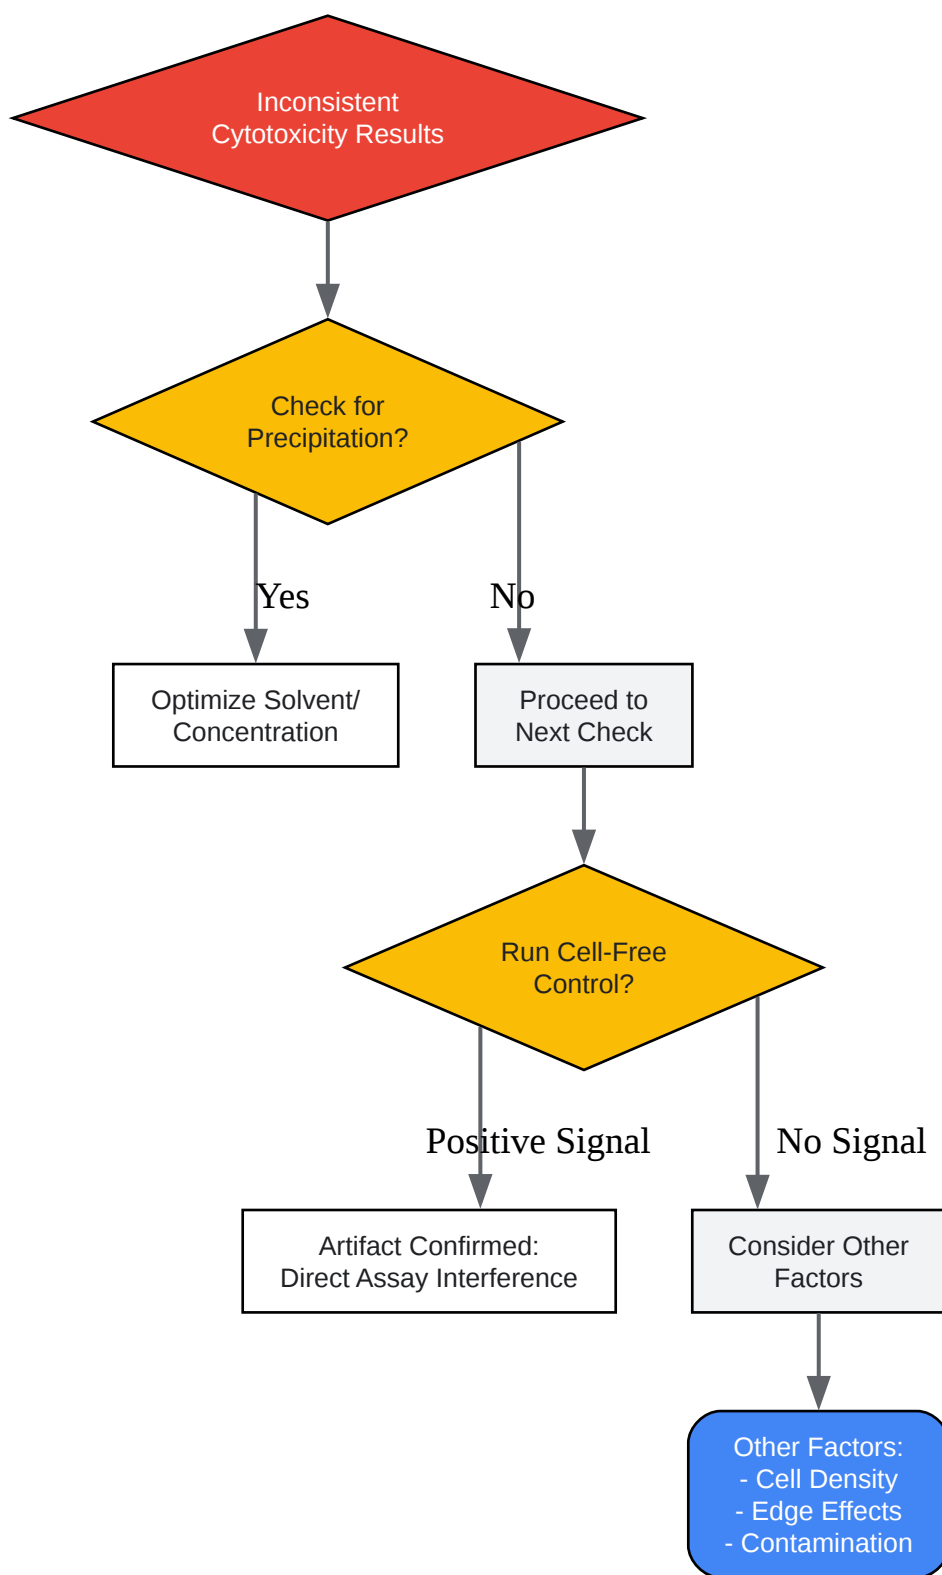 Inconsistent
Cytotoxicity Results
Check for
Precipitation?
Yes
No
Optimize Solvent/
Concentration
Proceed to
Next Check
Run Cell-Free
Control?
Positive Signal
No Signal
Artifact Confirmed:
Direct Assay Interference
Consider Other
Factors
Other Factors:
- Cell Density
- Edge Effects
- Contamination